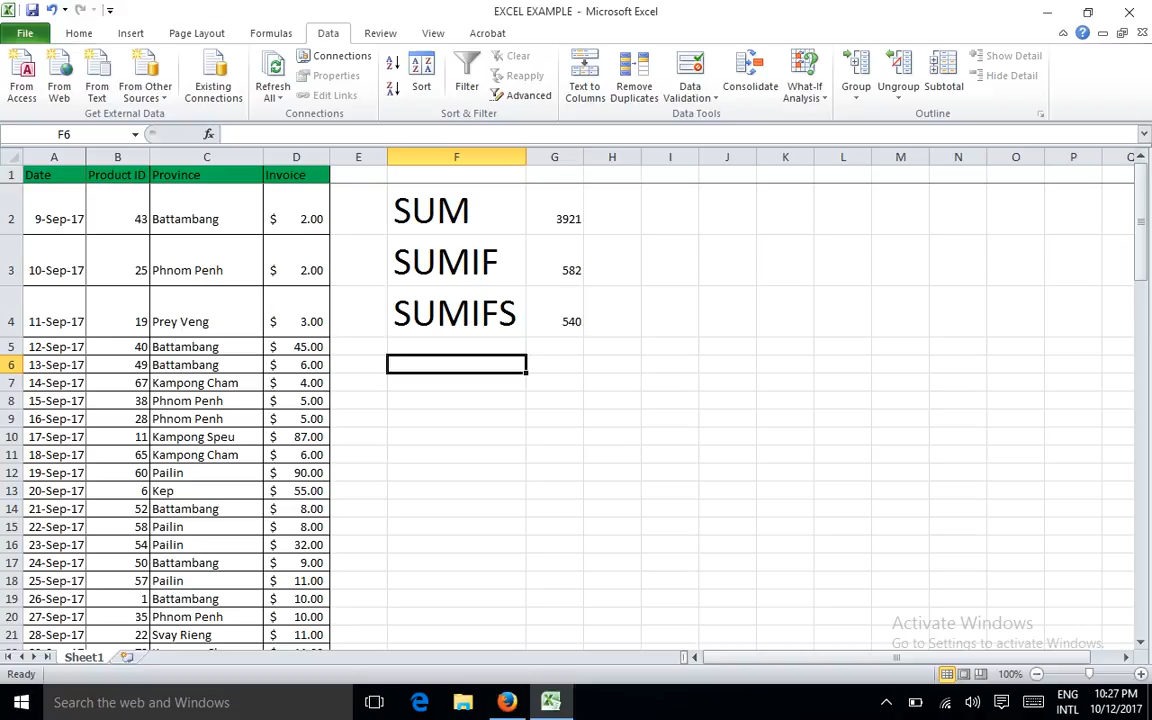 EXCEL EXAMPLE - Microsoft Excel
File Home Insert Page Layout Formulas Data Review View Acrobat
From Access From Web From Text From Other Sources Existing Connections Refresh All Connections Properties Edit Links Sort Filter Clear Reapply Advanced Text to Columns Remove Duplicates Data Validation Consolidate What-If Analysis Group Ungroup Subtotal Show Detail Hide Detail
Get External Data Connections Sort & Filter Data Tools Outline
F6 fx
A B C D E F G H I J K L M N O P
1 Date Product ID Province Invoice
2 9-Sep-17 43 Battambang $ 2.00 SUM 3921
3 10-Sep-17 25 Phnom Penh $ 2.00 SUMIF 582
4 11-Sep-17 19 Prey Veng $ 3.00 SUMIFS 540
5 12-Sep-17 40 Battambang $ 45.00
6 13-Sep-17 49 Battambang $ 6.00
7 14-Sep-17 67 Kampong Cham $ 4.00
8 15-Sep-17 38 Phnom Penh $ 5.00
9 16-Sep-17 28 Phnom Penh $ 5.00
10 17-Sep-17 11 Kampong Speu $ 87.00
11 18-Sep-17 65 Kampong Cham $ 6.00
12 19-Sep-17 60 Pailin $ 90.00
13 20-Sep-17 6 Kep $ 55.00
14 21-Sep-17 52 Battambang $ 8.00
15 22-Sep-17 58 Pailin $ 8.00
16 23-Sep-17 54 Pailin $ 32.00
17 24-Sep-17 50 Battambang $ 9.00
18 25-Sep-17 57 Pailin $ 11.00
19 26-Sep-17 1 Battambang $ 10.00
20 27-Sep-17 35 Phnom Penh $ 10.00
21 28-Sep-17 22 Svay Rieng $ 11.00
Activate Windows
Go to Settings to activate Windows.
Sheet1
Ready 100%
Search the web and Windows ENG INTL 10:27 PM 10/12/2017